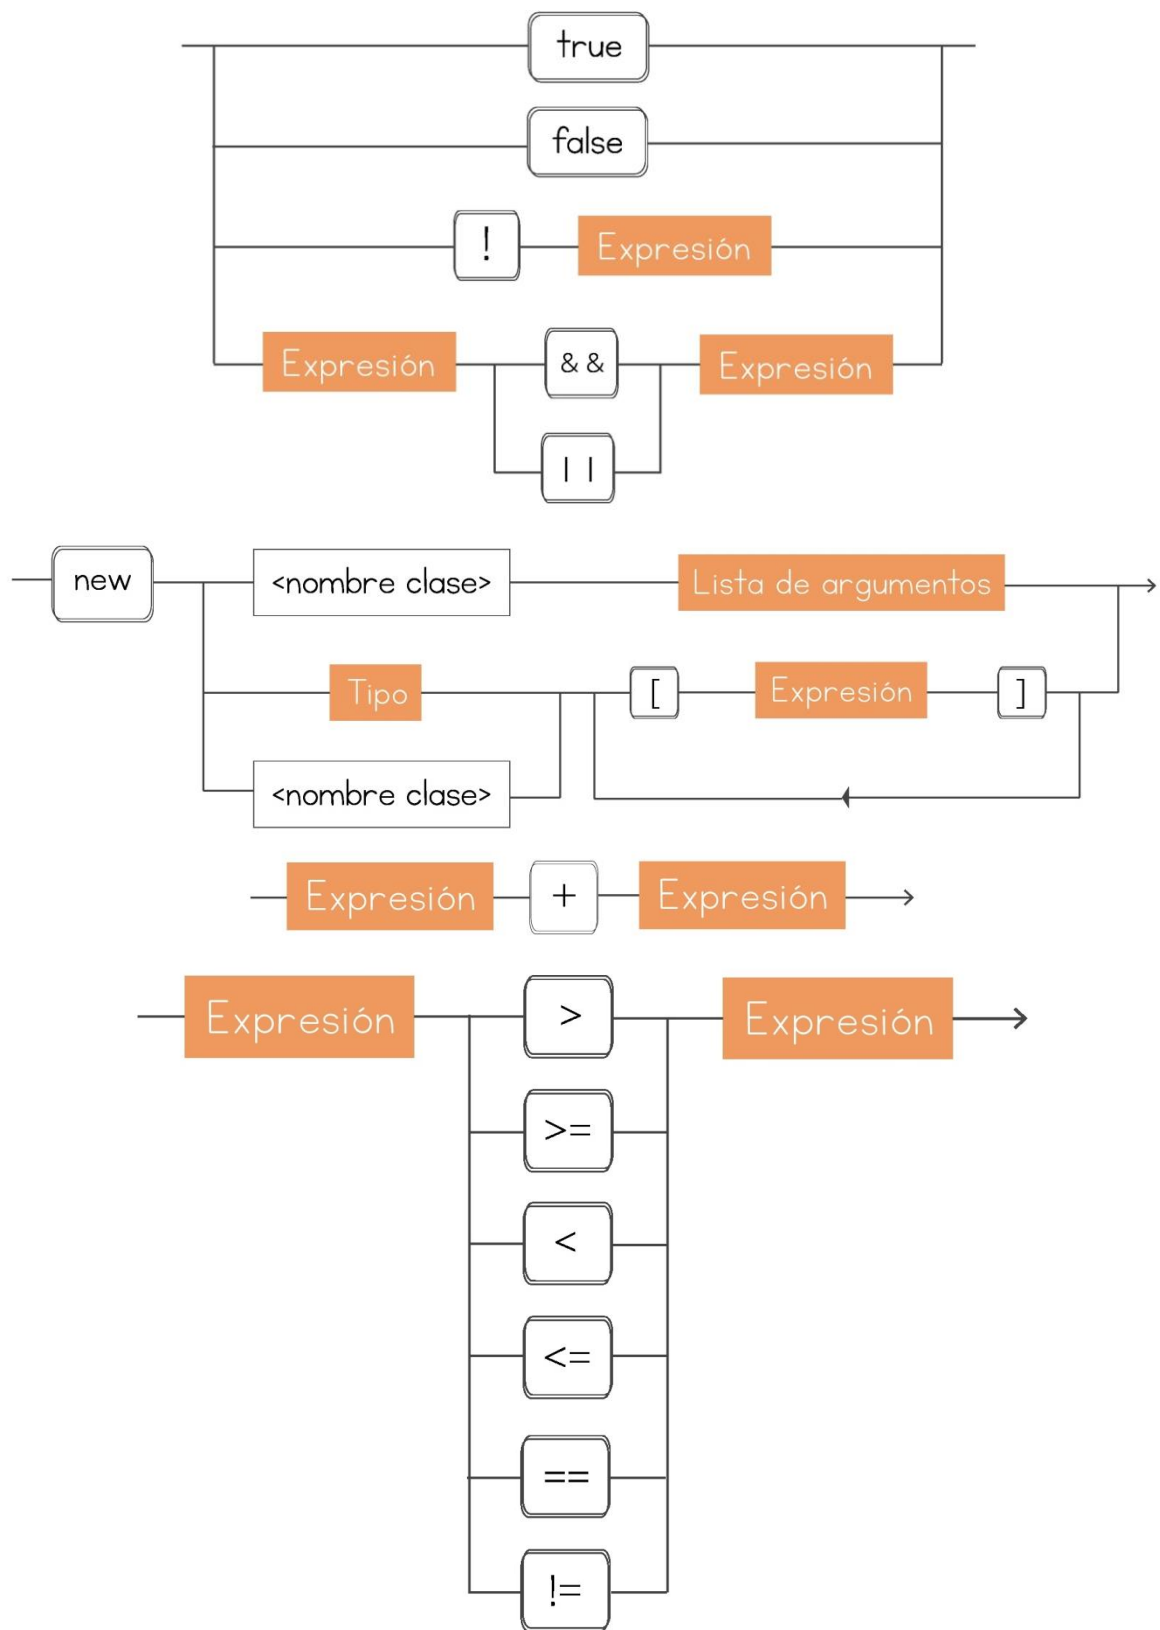 true
false
! Expresión
Expresión && Expresión
||
new <nombre clase> Lista de argumentos
Tipo [ Expresión ]
<nombre clase>
Expresión + Expresión
Expresión > Expresión
>=
<
<=
==
!=